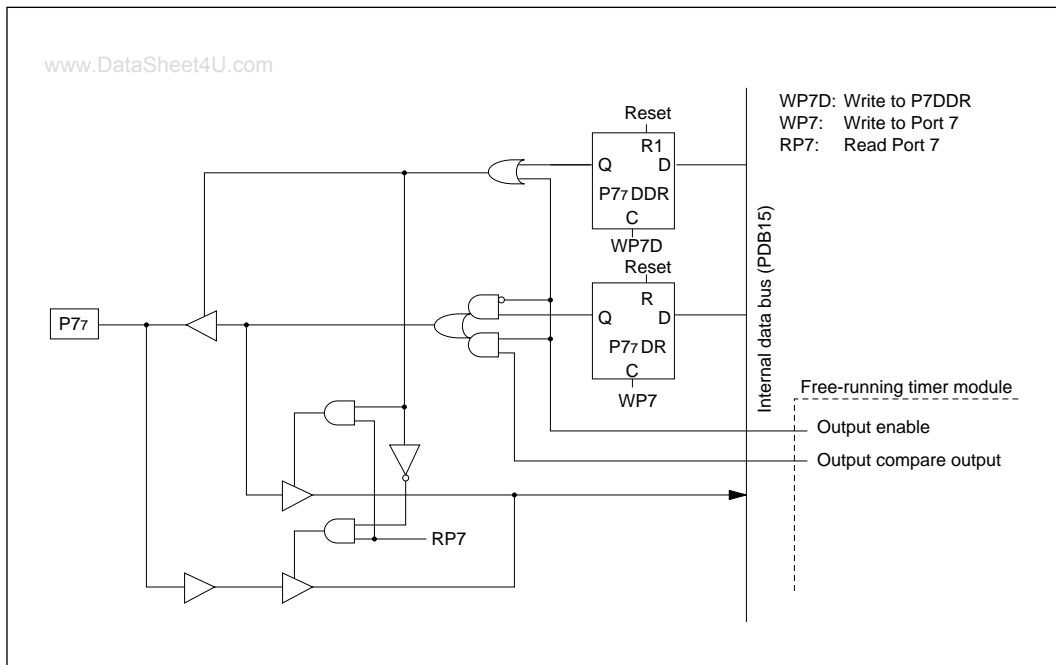 www.DataSheet4U.com
WP7D: Write to P7DDR
WP7: Write to Port 7
RP7: Read Port 7
Reset
R1
Q D
P77 DDR
C
WP7D
Reset
R
Q D
P77 DR
C
WP7
P77
Internal data bus (PDB15)
Free-running timer module
Output enable
Output compare output
RP7